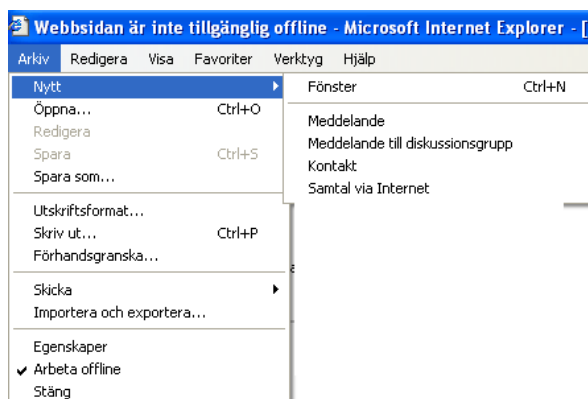 Webbsidan är inte tillgänglig offline - Microsoft Internet Explorer - [
Arkiv Redigera Visa Favoriter Verktyg Hjälp
Nytt
Öppna... Ctrl+O
Redigera
Spara Ctrl+S
Spara som...
Utskriftsformat...
Skriv ut... Ctrl+P
Förhandsgranska...
Skicka
Importera och exportera...
Egenskaper
Arbeta offline
Stäng
Fönster Ctrl+N
Meddelande
Meddelande till diskussionsgrupp
Kontakt
Samtal via Internet